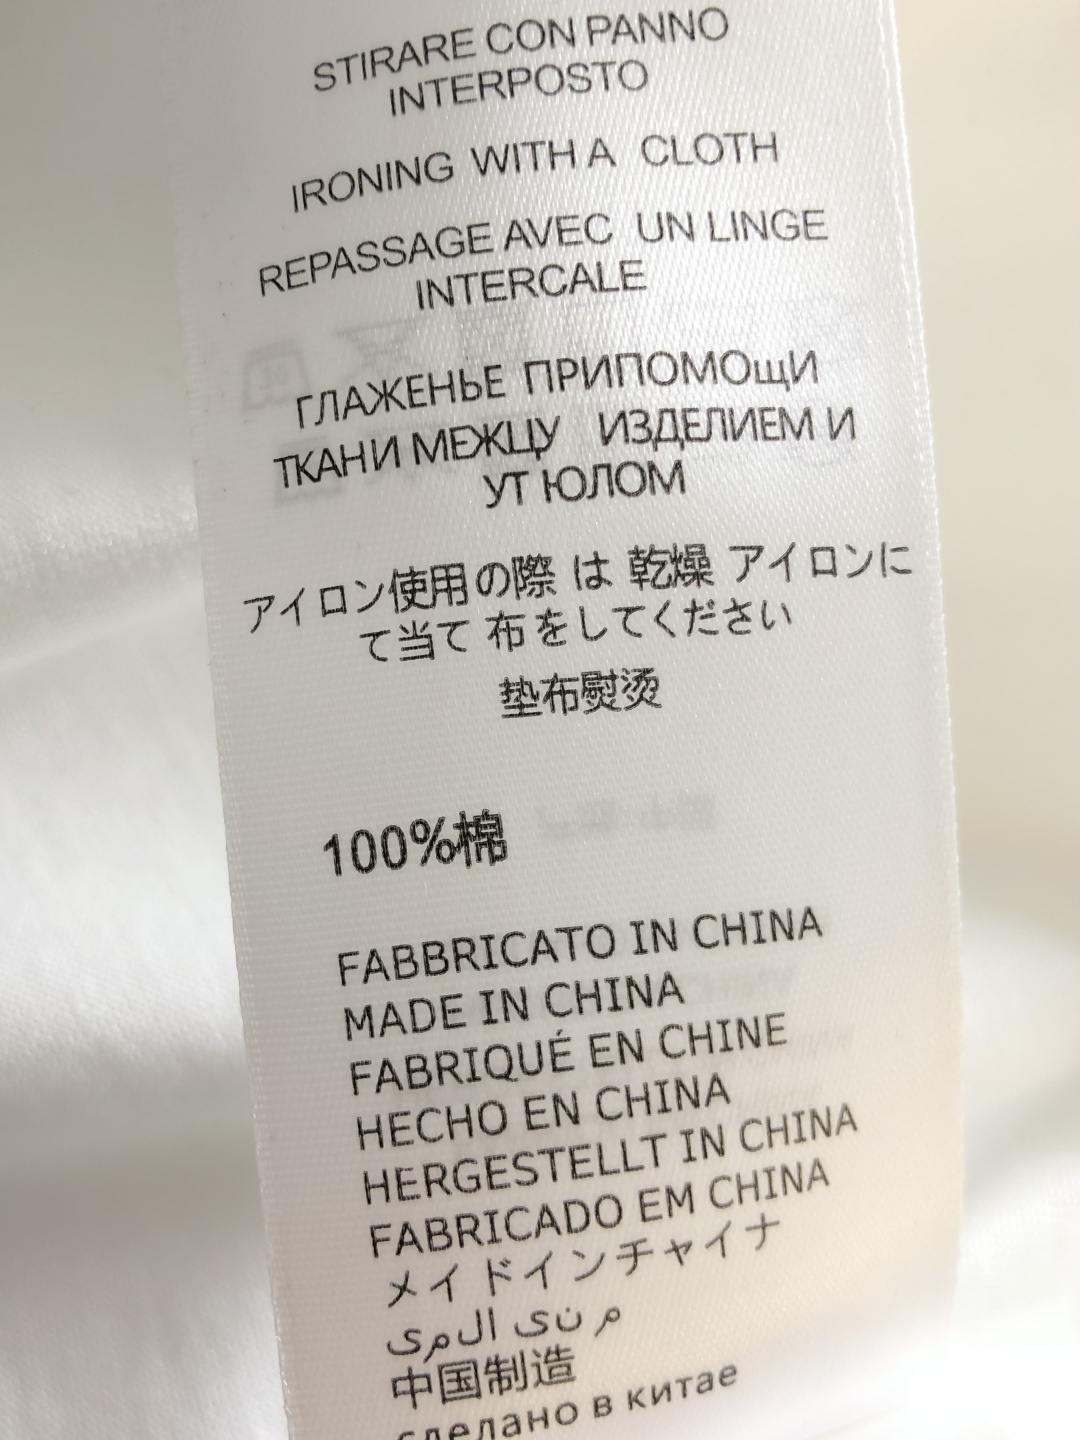 STIRARE CON PANNO
INTERPOSTO
IRONING WITH A CLOTH
REPASSAGE AVEC UN LINGE
INTERCALE
ГЛАЖЕНЬЕ ПРИПОМОщИ
ТКАНИ МЕЖЦУ ИЗДЕЛИЕМ И
УТ ЮЛОМ
アイロン使用の際 は 乾燥 アイロンに
て当て 布をしてください
垫布熨烫
100%棉
FABBRICATO IN CHINA
MADE IN CHINA
FABRIQUÉ EN CHINE
HECHO EN CHINA
HERGESTELLT IN CHINA
FABRICADO EM CHINA
メイドインチャイナ
م نى المى
中国制造
сделано в китае